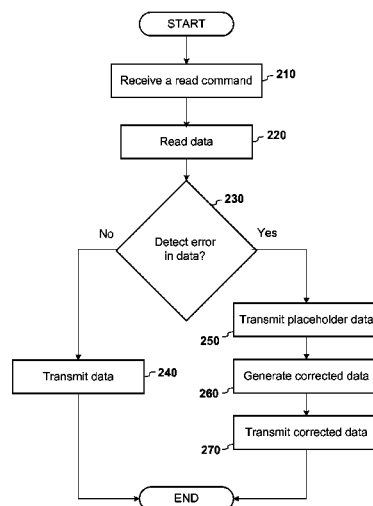 START
Receive a read command
210
Read data
220
230
Detect error
in data?
No
Yes
Transmit placeholder data
250
Transmit data
240
Generate corrected data
260
Transmit corrected data
270
END